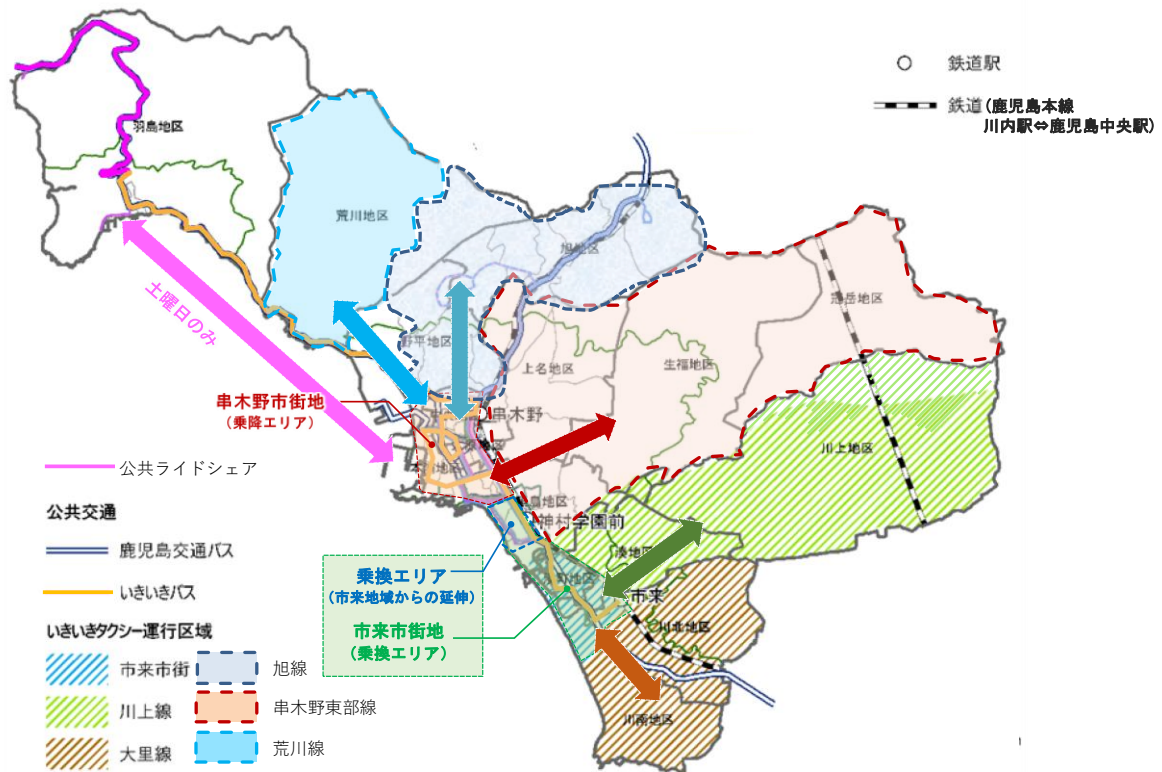 鉄道駅
鉄道(鹿児島本線
川内駅⇔鹿児島中央駅)
羽島地区
荒川地区
旭地区
冠岳地区
土曜日のみ
野平地区
上名地区
生福地区
串木野市街地
(乗降エリア)
串木野
川上地区
公共ライドシェア
神村学園前
公共交通
鹿児島交通バス
乗換エリア
(市来地域からの延伸)
湊地区
いきいきバス
市来
市来市街地
(乗換エリア)
川北地区
いきいきタクシー運行区域
市来市街
旭線
川上線
串木野東部線
川南地区
大里線
荒川線